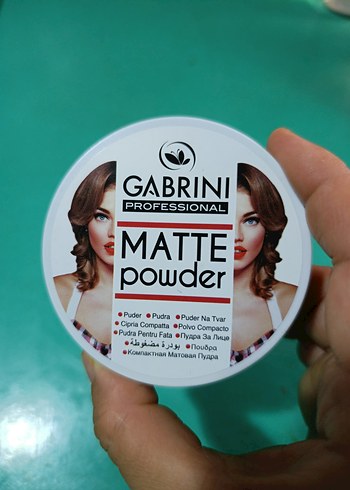 GABRINI
PROFESSIONAL
MATTE
powder
• Puder • Pudra • Puder Na Tvar
• Cipria Compatta • Polvo Compacto
• Pudra Pentru Fata • Пудра За Лице
• بودرة مضغوطة • Πουδρα
• Компактная Матовая Пудра